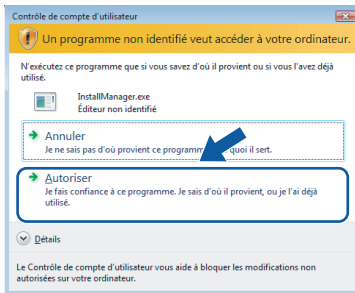 Contrôle de compte d'utilisateur
Un programme non identifié veut accéder à votre ordinateur.
N'exécutez ce programme que si vous savez d'où il provient ou si vous l'avez déjà
utilisé.
InstallManager.exe
Éditeur non identifié
Annuler
Je ne sais pas d'où provient ce program quoi il sert.
Autoriser
Je fais confiance à ce programme. Je sais d'où il provient, ou je l'ai déjà
utilisé.
Détails
Le Contrôle de compte d'utilisateur vous aide à bloquer les modifications non
autorisées sur votre ordinateur.